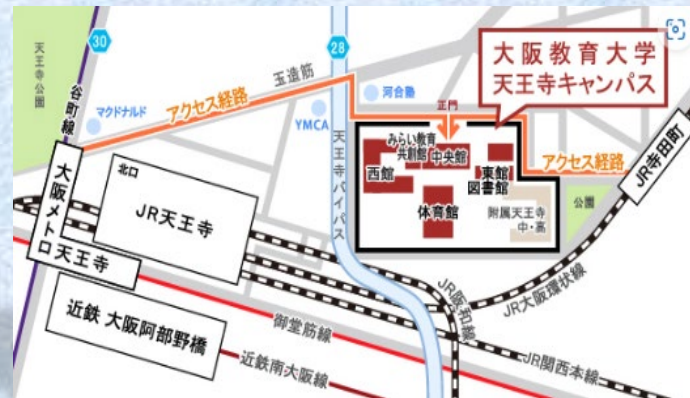 天王寺公園
30
谷町線
マクドナルド
アクセス経路
玉造筋
28
YMCA
河合塾
正門
大阪教育大学
天王寺キャンパス
みらい教育
共創館
中央館
西館
東館
図書館
体育館
附属天王寺
中・高
アクセス経路
公園
JR寺田町
天王寺バイパス
大阪メトロ 天王寺
北口
JR天王寺
近鉄 大阪阿部野橋
御堂筋線
近鉄南大阪線
JR阪和線
JR大阪環状線
JR関西本線